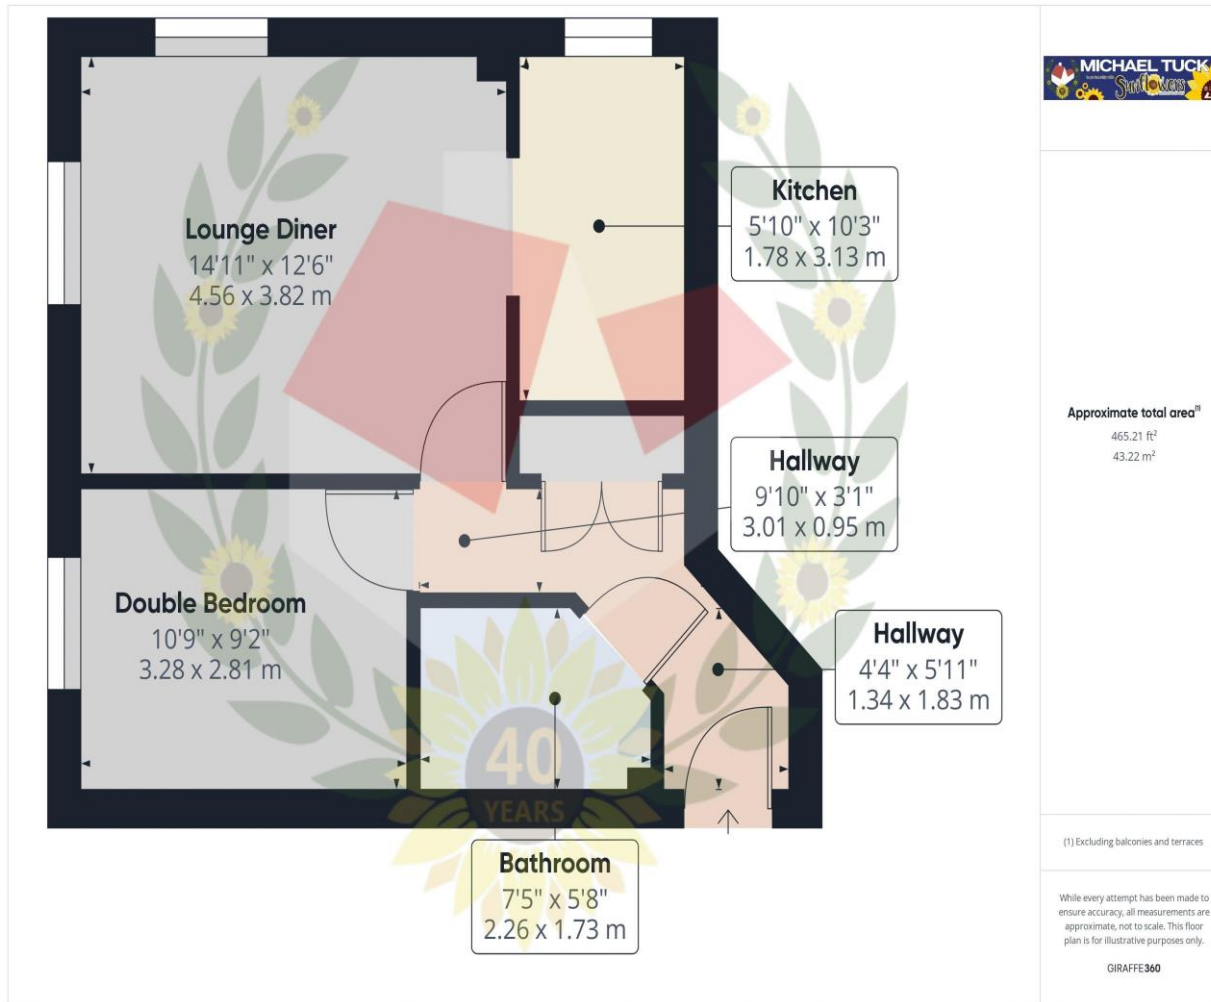 MICHAEL TUCK
Sunflowers
Kitchen
5'10" x 10'3"
1.78 x 3.13 m
Lounge Diner
14'11" x 12'6"
4.56 x 3.82 m
Approximate total area(1)
465.21 ft²
43.22 m²
Hallway
9'10" x 3'1"
3.01 x 0.95 m
Double Bedroom
10'9" x 9'2"
3.28 x 2.81 m
Hallway
4'4" x 5'11"
1.34 x 1.83 m
40
YEARS
Bathroom
7'5" x 5'8"
2.26 x 1.73 m
(1) Excluding balconies and terraces
While every attempt has been made to
ensure accuracy, all measurements are
approximate, not to scale. This floor
plan is for illustrative purposes only.
GIRAFFE360